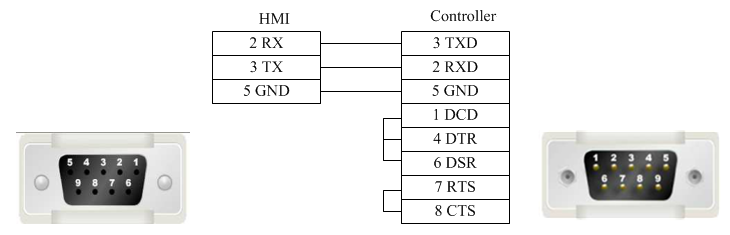 HMI
Controller
2 RX
3 TXD
3 TX
2 RXD
5 GND
5 GND
1 DCD
4 DTR
6 DSR
7 RTS
8 CTS
5 4 3 2 1
9 8 7 6
1 2 3 4 5
6 7 8 9